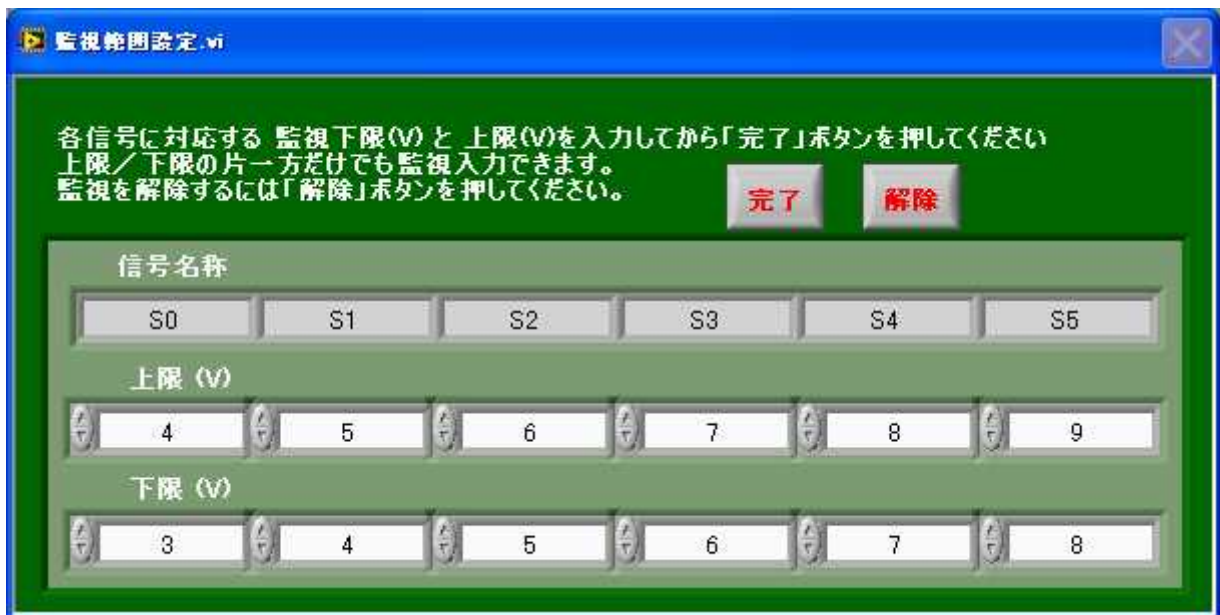 監視範囲設定.vi
各信号に対応する 監視下限(V) と 上限(V)を入力してから「完了」ボタンを押してください
上限／下限の片一方だけでも監視入力できます。
監視を解除するには「解除」ボタンを押してください。
完了 解除
信号名称
S0 S1 S2 S3 S4 S5
上限 (V)
4 5 6 7 8 9
下限 (V)
3 4 5 6 7 8